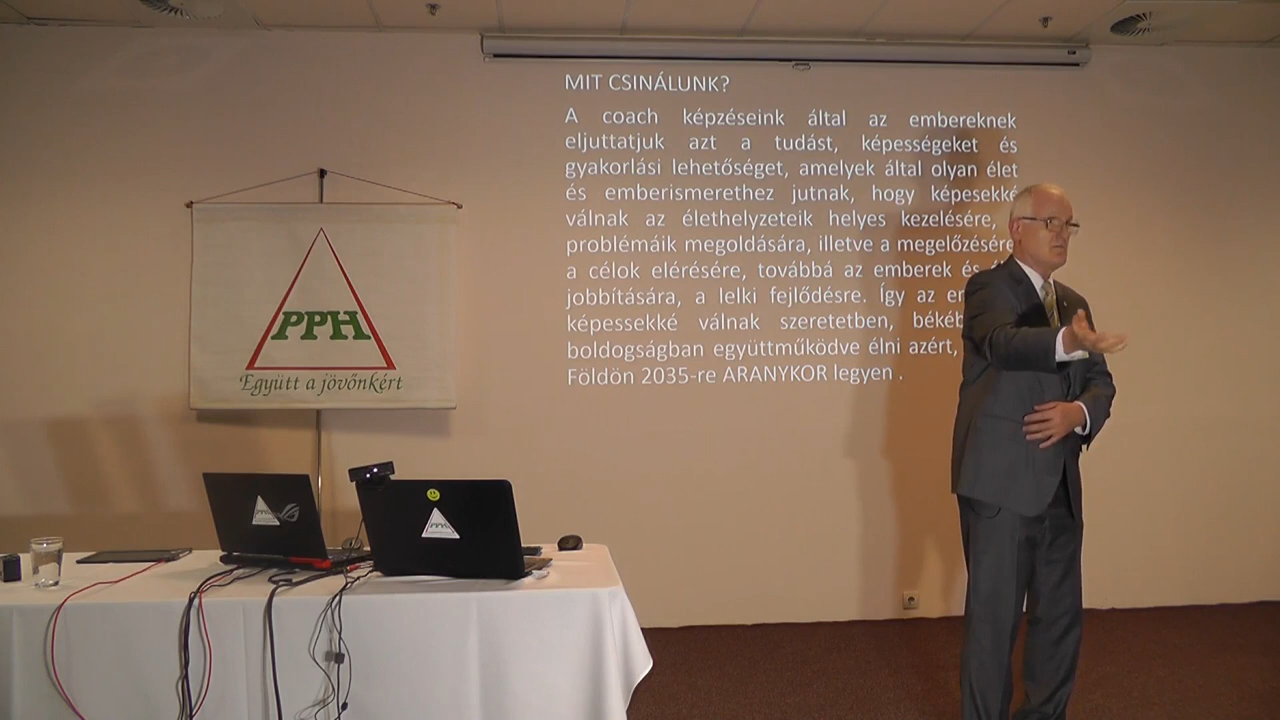 MIT CSINÁLUNK?
A coach képzéseink által az embereknek
eljuttatjuk azt a tudást, képességeket és
gyakorlási lehetőséget, amelyek által olyan élet
és emberismerethez jutnak, hogy képesekké
válnak az élethelyzeteik helyes kezelésére,
problémáik megoldására, illetve a megelőzésére
a célok elérésére, továbbá az emberek és
jobbítására, a lelki fejlődésre. Így az
képessekké válnak szeretetben,
boldogságban együttműködve élni azért,
Földön 2035-re ARANYKOR legyen .
PPH
Együtt a jövőnkért
PPH
PPH